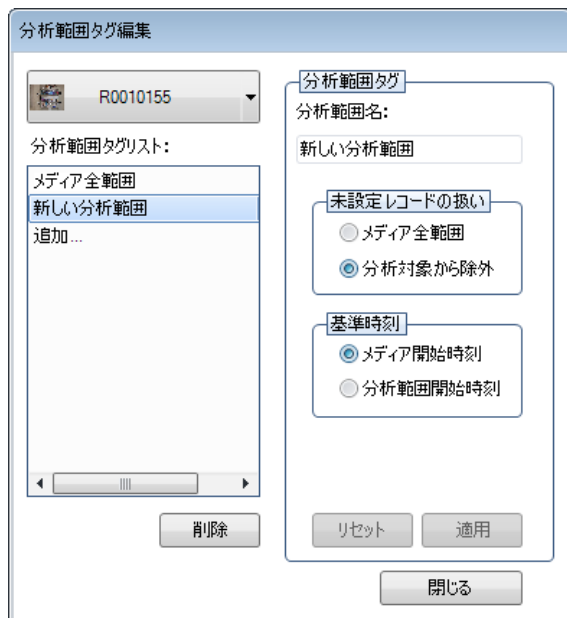 分析範囲タグ編集
R0010155
分析範囲タグリスト:
メディア全範囲
新しい分析範囲
追加...
削除
分析範囲タグ
分析範囲名:
新しい分析範囲
未設定レコードの扱い
メディア全範囲
分析対象から除外
基準時刻
メディア開始時刻
分析範囲開始時刻
リセット
適用
閉じる